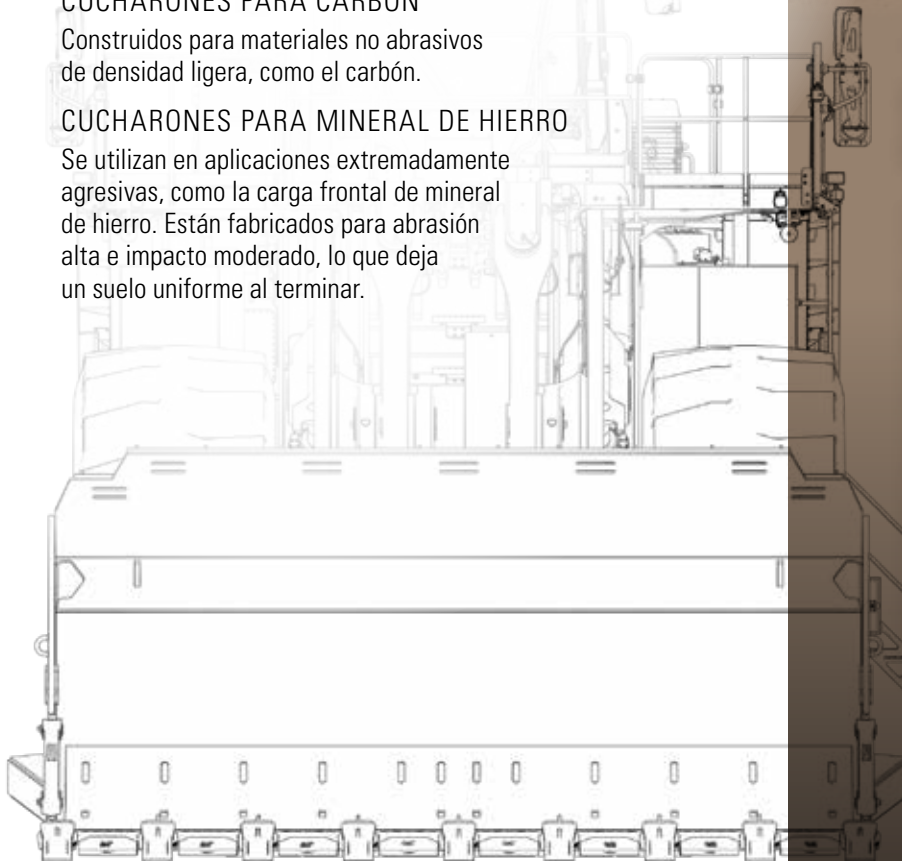 CUCHARONES PARA CARBÓN
Construidos para materiales no abrasivos
de densidad ligera, como el carbón.
CUCHARONES PARA MINERAL DE HIERRO
Se utilizan en aplicaciones extremadamente
agresivas, como la carga frontal de mineral
de hierro. Están fabricados para abrasión
alta e impacto moderado, lo que deja
un suelo uniforme al terminar.